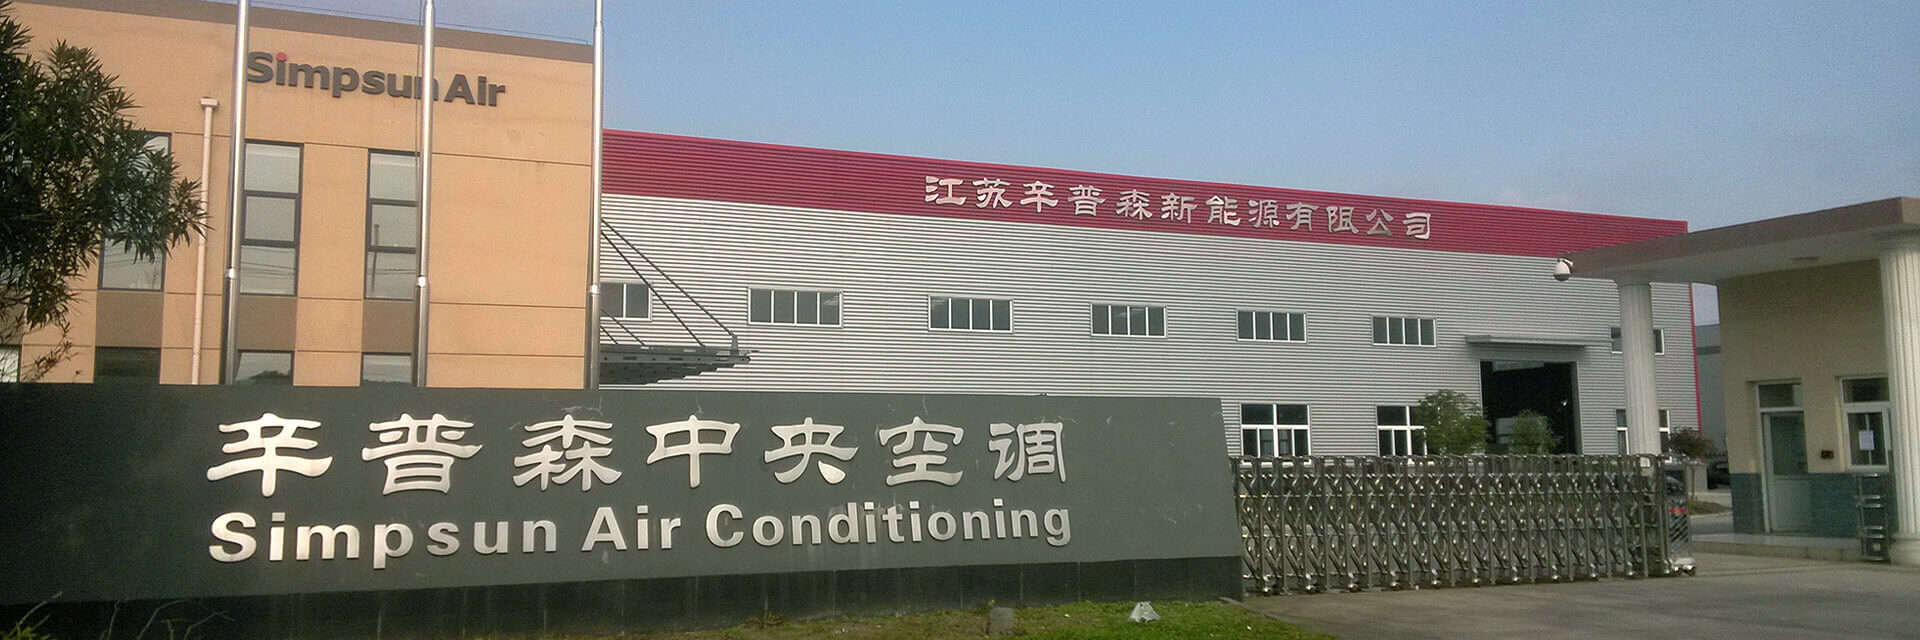 Simpsun Air
江苏辛普森新能源有限公司
辛普森中央空调
Simpsun Air Conditioning